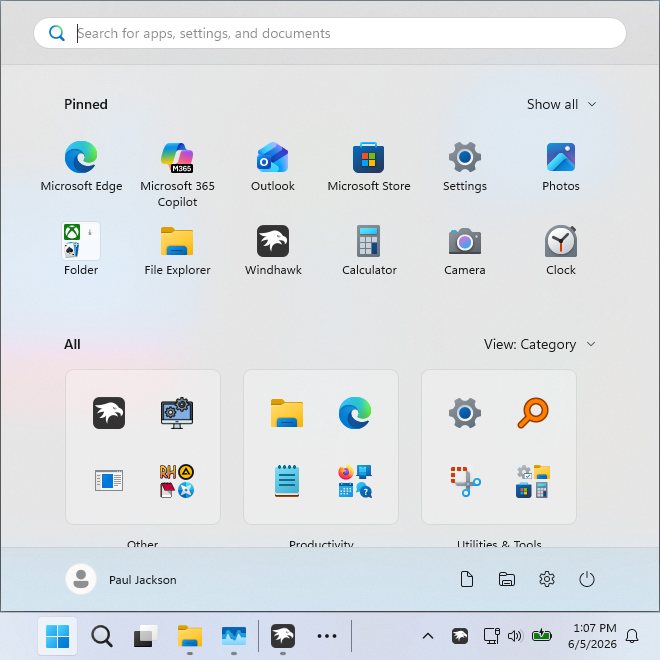 Search for apps, settings, and documents
Pinned
Show all
Microsoft Edge
Microsoft 365
Copilot
M365
Outlook
Microsoft Store
Settings
Photos
Folder
File Explorer
Windhawk
Calculator
Camera
Clock
All
View: Category
RH
Other
Productivity
Utilities & Tools
Paul Jackson
1:07 PM
6/5/2026